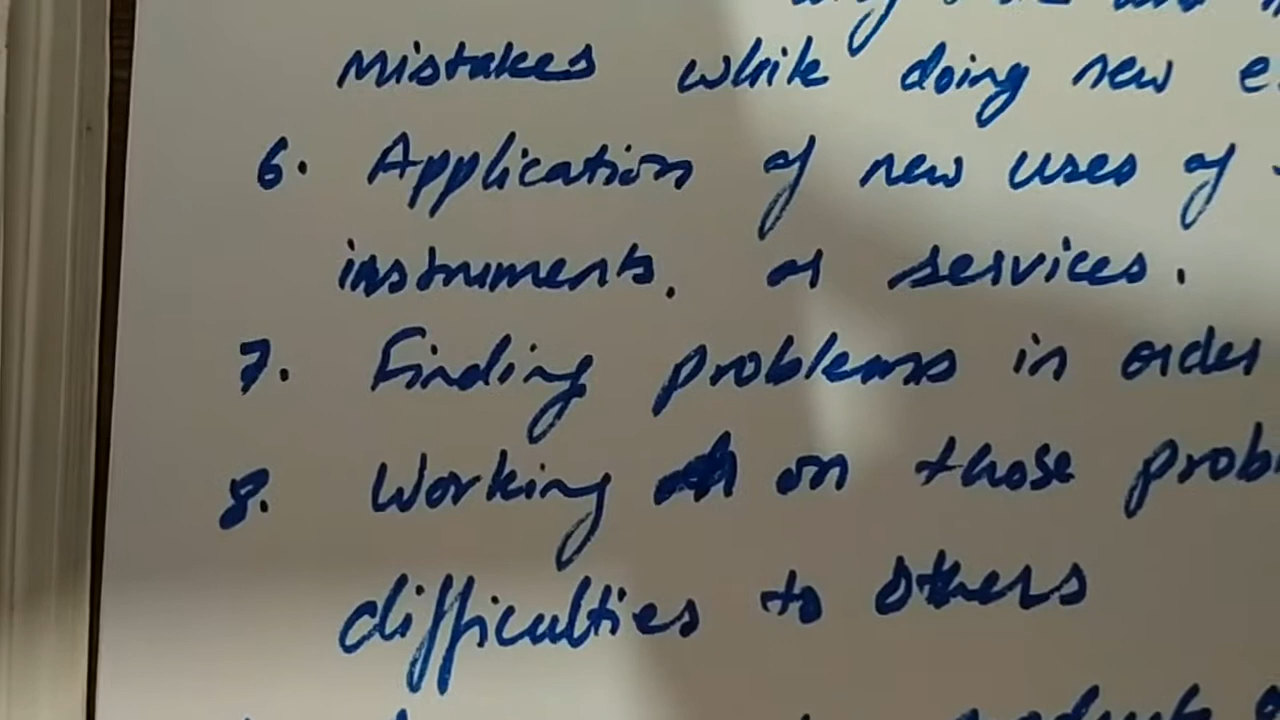 mistakes while doing new
6. Application of new uses of
instruments. or services.
7. Finding problems in order
8. Working on those prob
difficulties to others